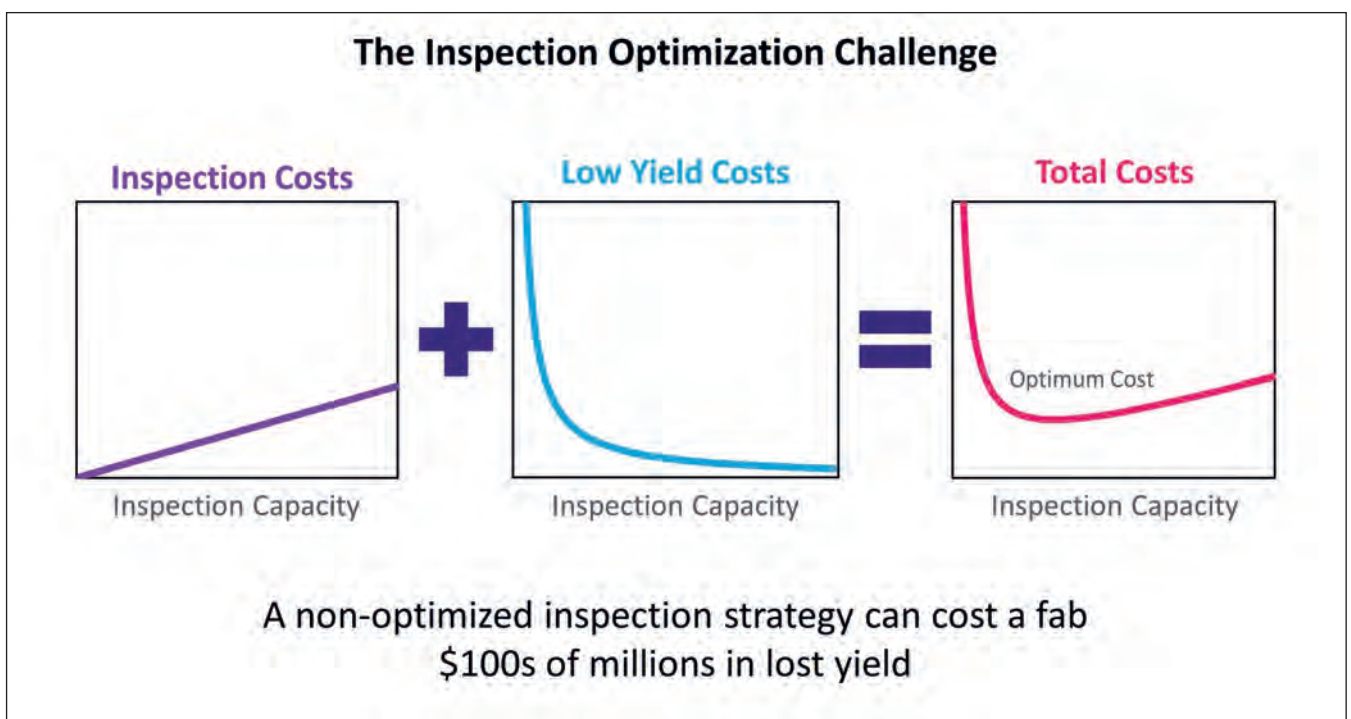 The Inspection Optimization Challenge
Inspection Costs
Low Yield Costs
Total Costs
Optimum Cost
Inspection Capacity
Inspection Capacity
Inspection Capacity
A non-optimized inspection strategy can cost a fab
$100s of millions in lost yield